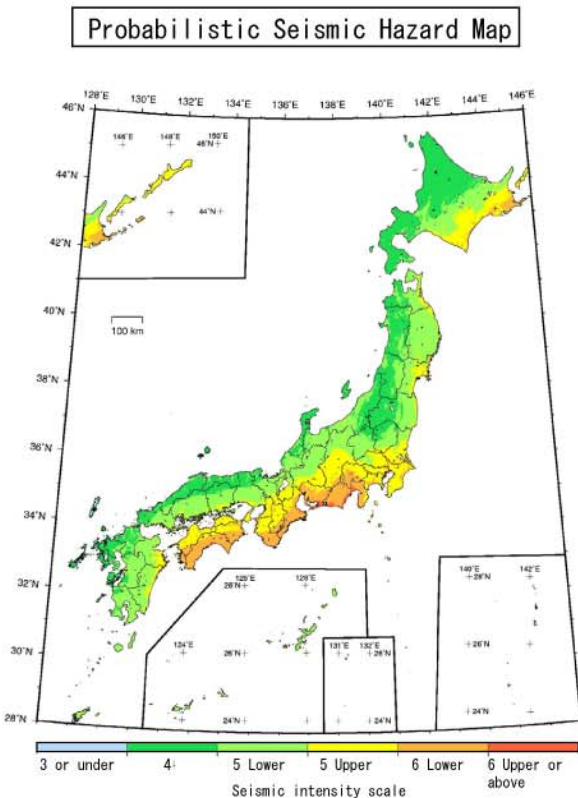 Probabilistic Seismic Hazard Map
128°E 130°E 132°E 134°E 136°E 138°E 140°E 142°E 144°E 146°E
46°N
146°E 148°E 150°E
46°N
44°N
44°N
42°N
40°N
100 km
38°N
36°N
34°N
32°N
126°E 128°E
28°N
140°E 142°E
28°N
30°N
124°E
26°N
131°E 132°E
26°N
26°N
28°N
24°N
24°N
24°N
3 or under 4 5 Lower 5 Upper 6 Lower 6 Upper or
above
Seismic intensity scale